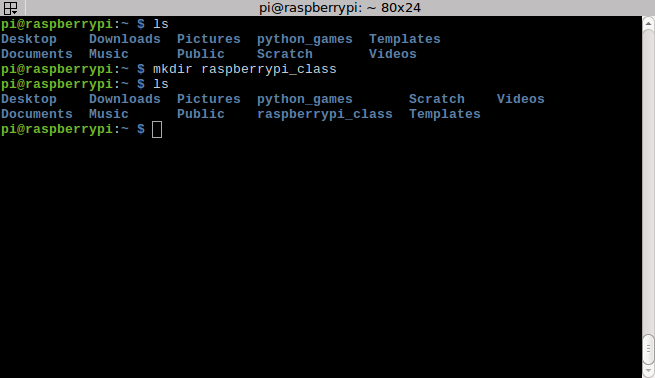 pi@raspberrypi: ~ 80x24
pi@raspberrypi:~ $ ls
Desktop    Downloads  Pictures  python_games  Templates
Documents  Music      Public    Scratch       Videos
pi@raspberrypi:~ $ mkdir raspberrypi_class
pi@raspberrypi:~ $ ls
Desktop    Downloads  Pictures  python_games       Scratch    Videos
Documents  Music      Public    raspberrypi_class  Templates
pi@raspberrypi:~ $